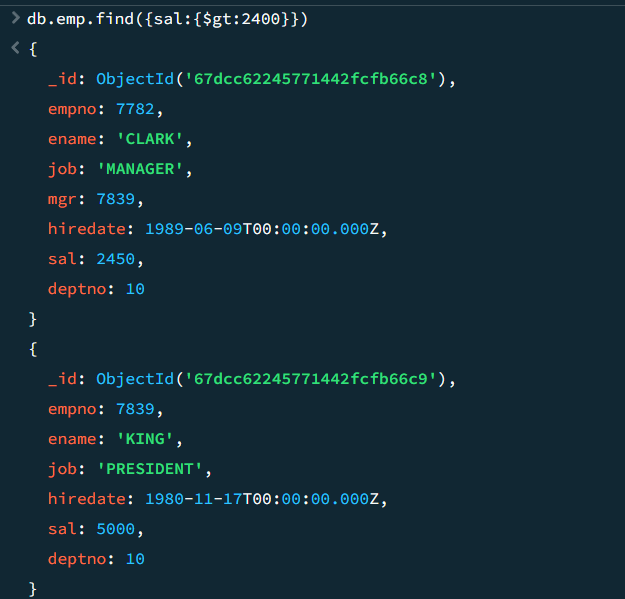 > db.emp.find({sal:{$gt:2400}})
< {
_id: ObjectId('67dcc62245771442fcfb66c8'),
empno: 7782,
ename: 'CLARK',
job: 'MANAGER',
mgr: 7839,
hiredate: 1989-06-09T00:00:00.000Z,
sal: 2450,
deptno: 10
}
{
_id: ObjectId('67dcc62245771442fcfb66c9'),
empno: 7839,
ename: 'KING',
job: 'PRESIDENT',
hiredate: 1980-11-17T00:00:00.000Z,
sal: 5000,
deptno: 10
}